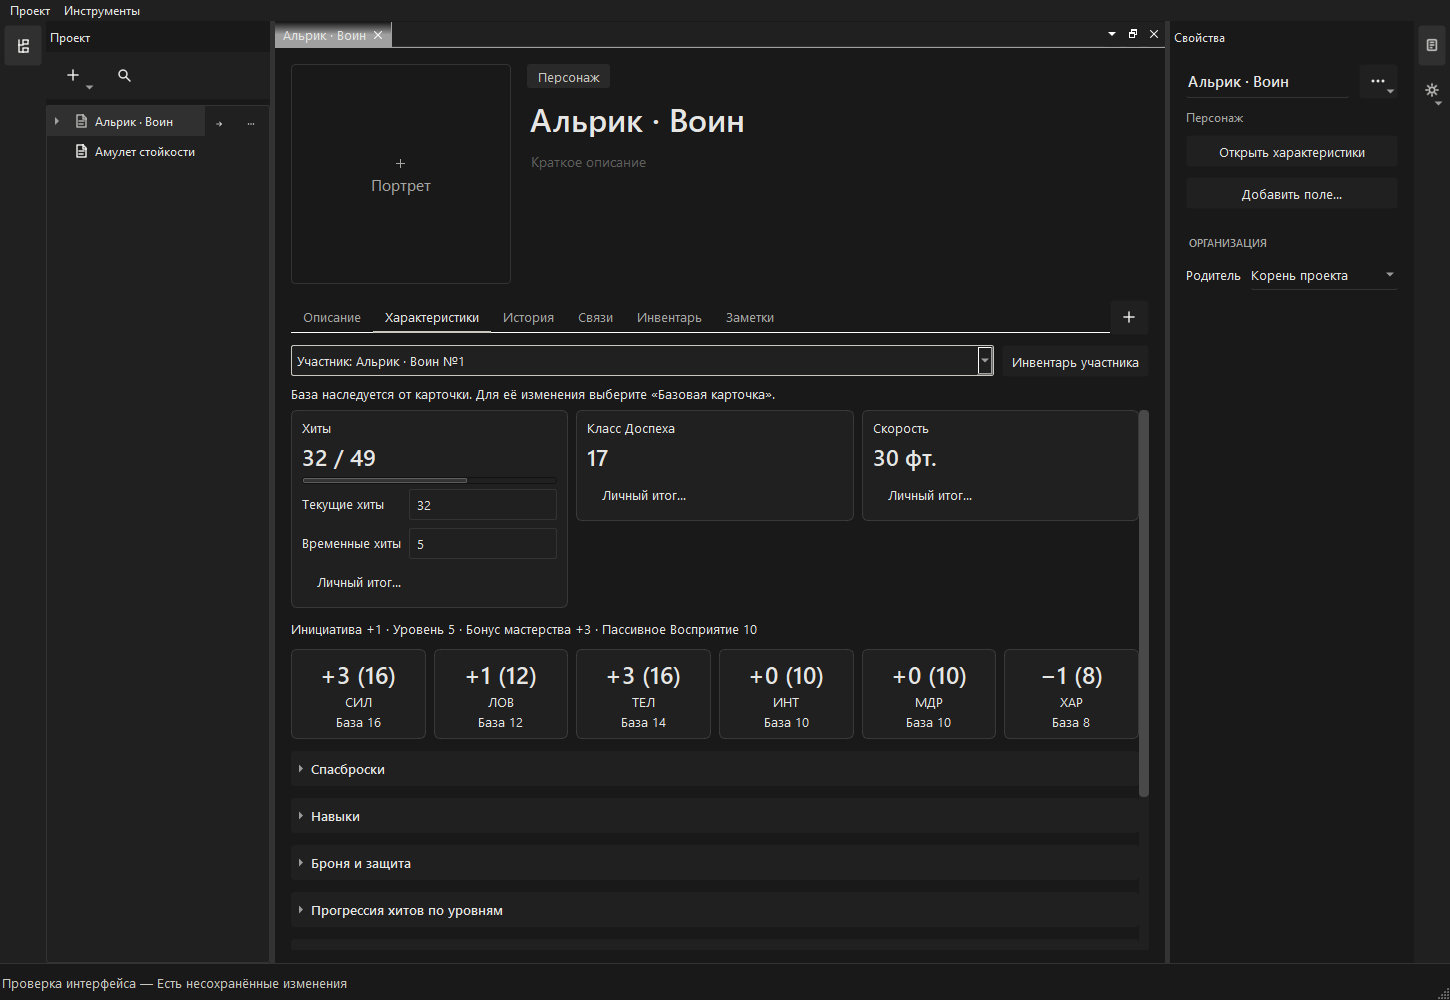 Проект Инструменты
Проект
Альрик · Воин
...
Амулет стойкости
Альрик · Воин
Персонаж
Альрик · Воин
Краткое описание
+
Портрет
Описание Характеристики История Связи Инвентарь Заметки +
Участник: Альрик · Воин №1
Инвентарь участника
База наследуется от карточки. Для её изменения выберите «Базовая карточка».
Хиты
32 / 49
Текущие хиты 32
Временные хиты 5
Личный итог...
Класс Доспеха
17
Личный итог...
Скорость
30 фт.
Личный итог...
Инициатива +1 · Уровень 5 · Бонус мастерства +3 · Пассивное Восприятие 10
+3 (16)
СИЛ
База 16
+1 (12)
ЛОВ
База 12
+3 (16)
ТЕЛ
База 14
+0 (10)
ИНТ
База 10
+0 (10)
МДР
База 10
−1 (8)
ХАР
База 8
Спасброски
Навыки
Броня и защита
Прогрессия хитов по уровням
Свойства
Альрик · Воин
Персонаж
Открыть характеристики
Добавить поле...
ОРГАНИЗАЦИЯ
Родитель Корень проекта
Проверка интерфейса — Есть несохранённые изменения